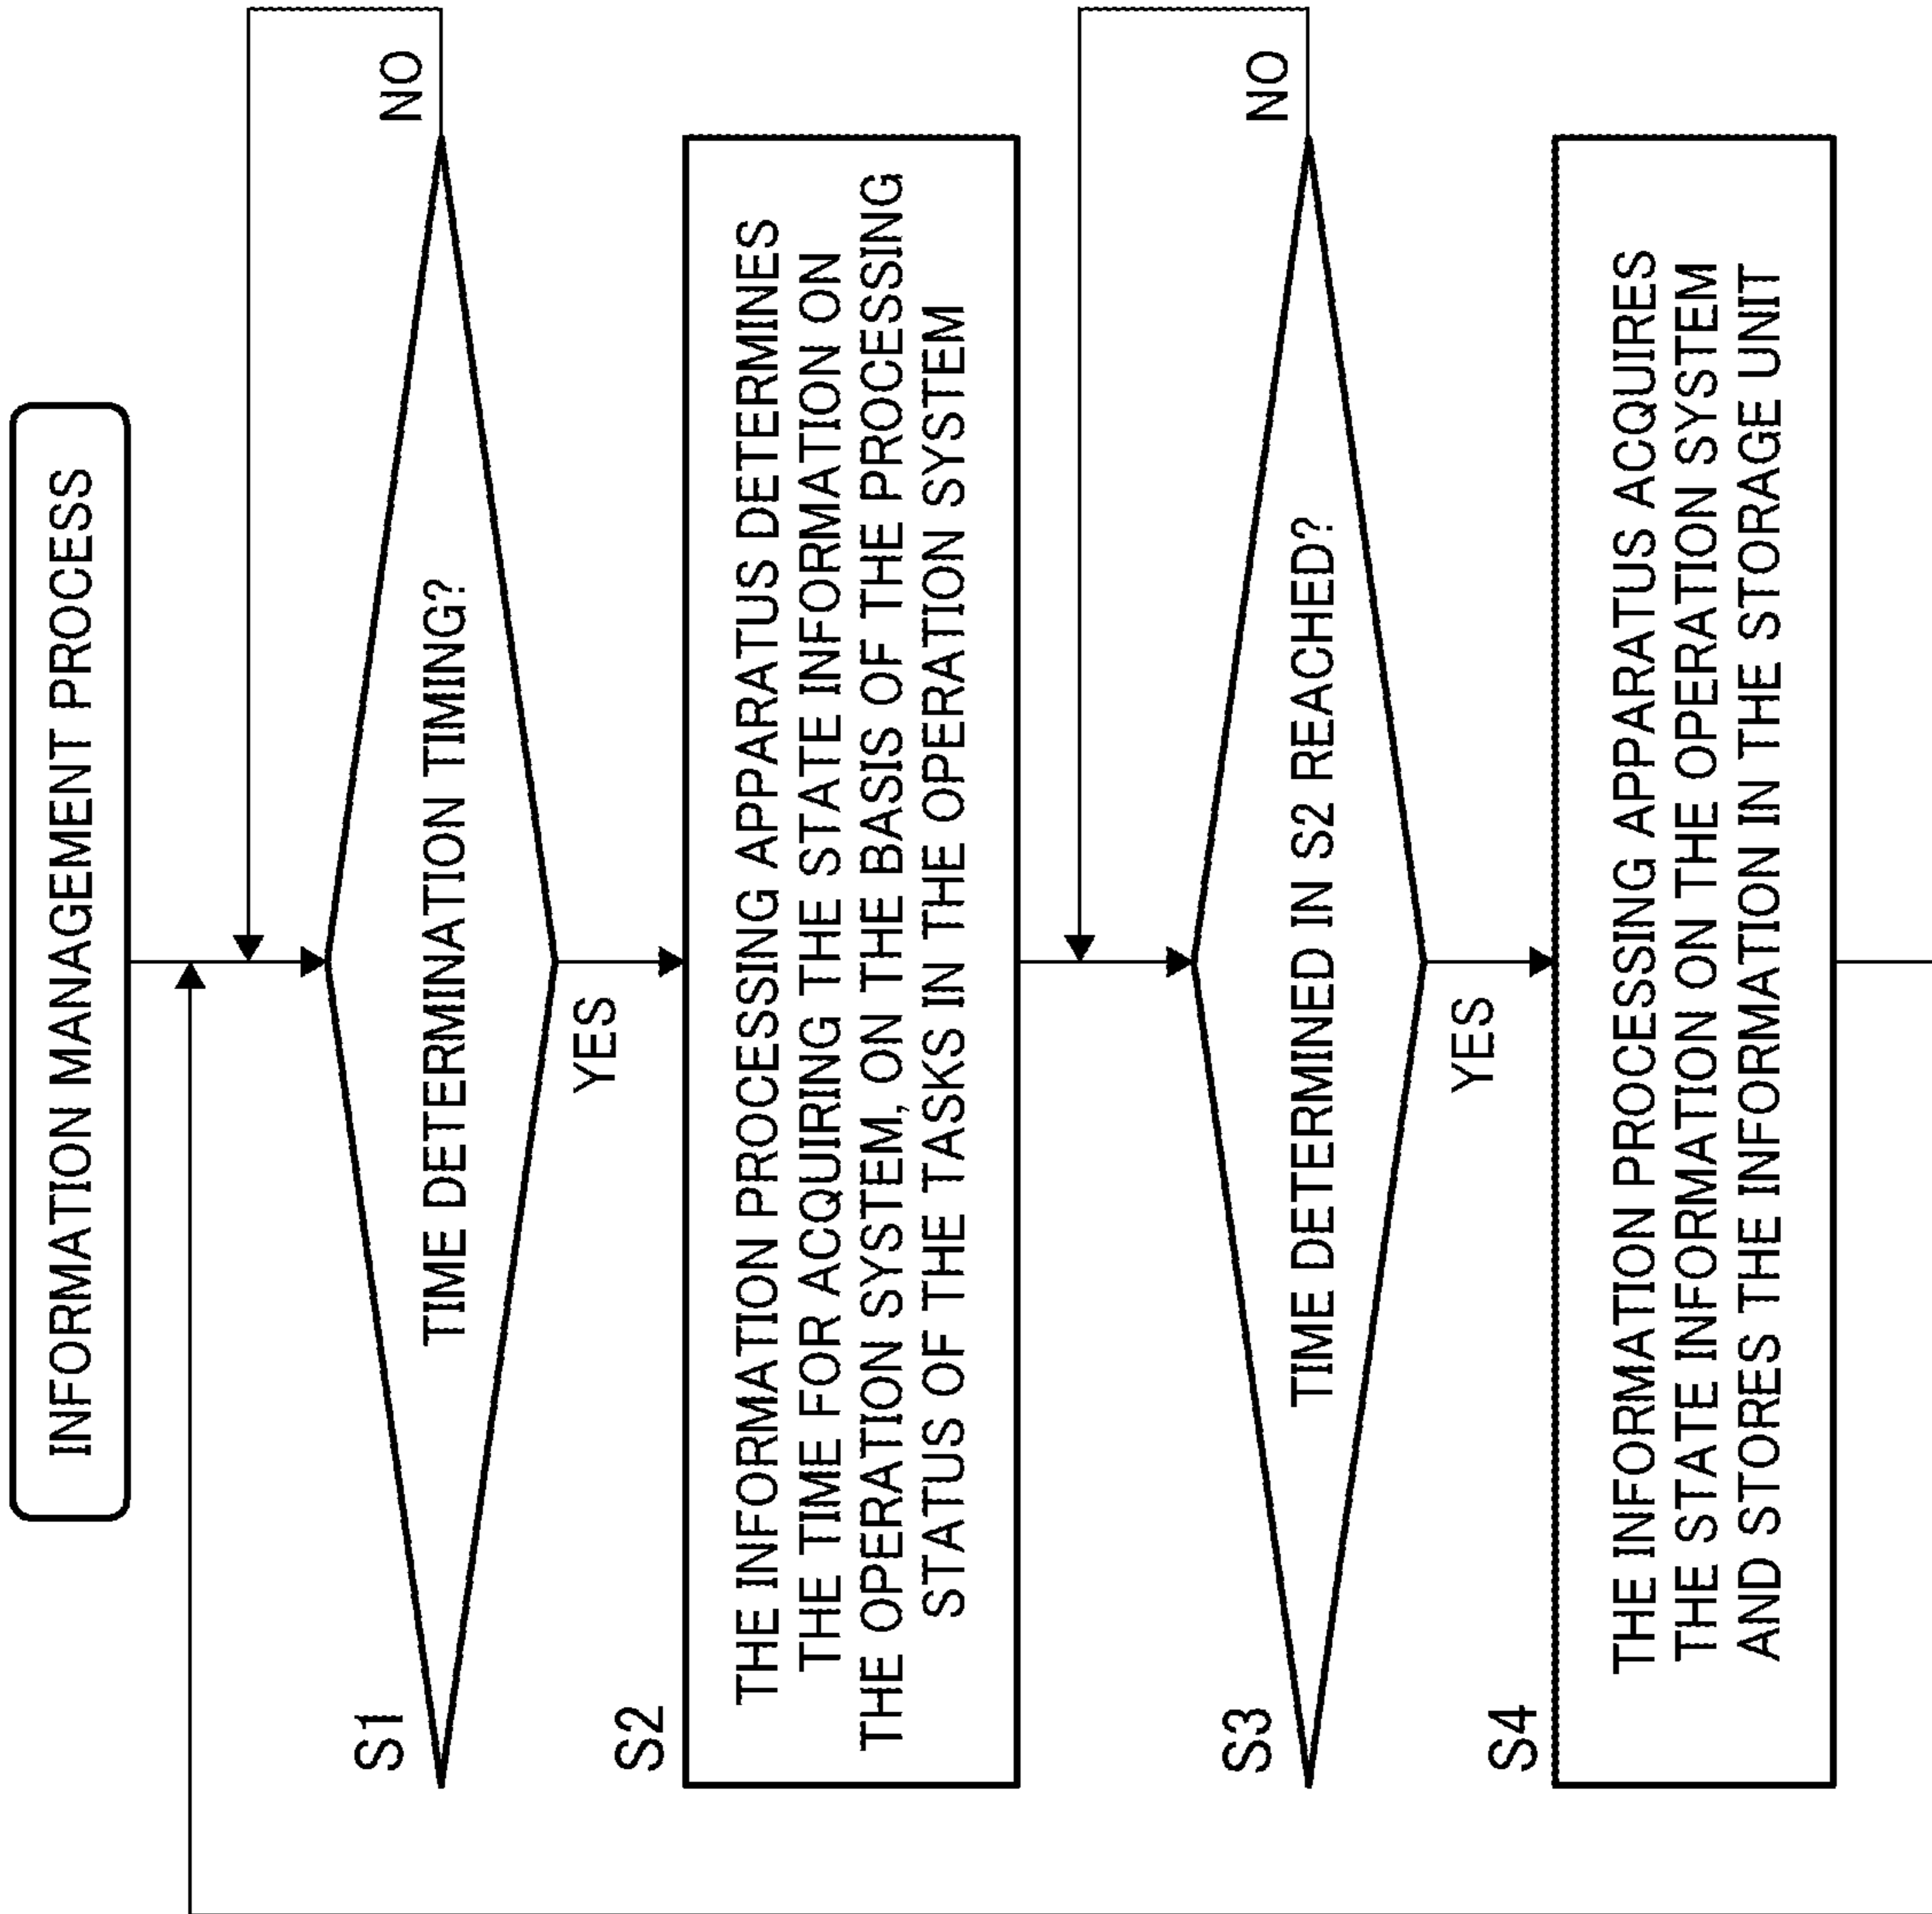 INFORMATION MANAGEMENT PROCESS
S1
TIME DETERMINATION TIMING?
NO
YES
S2
THE INFORMATION PROCESSING APPARATUS DETERMINES
THE TIME FOR ACQUIRING THE STATE INFORMATION ON
THE OPERATION SYSTEM, ON THE BASIS OF THE PROCESSING
STATUS OF THE TASKS IN THE OPERATION SYSTEM
S3
TIME DETERMINED IN S2 REACHED?
NO
YES
S4
THE INFORMATION PROCESSING APPARATUS ACQUIRES
THE STATE INFORMATION ON THE OPERATION SYSTEM
AND STORES THE INFORMATION IN THE STORAGE UNIT